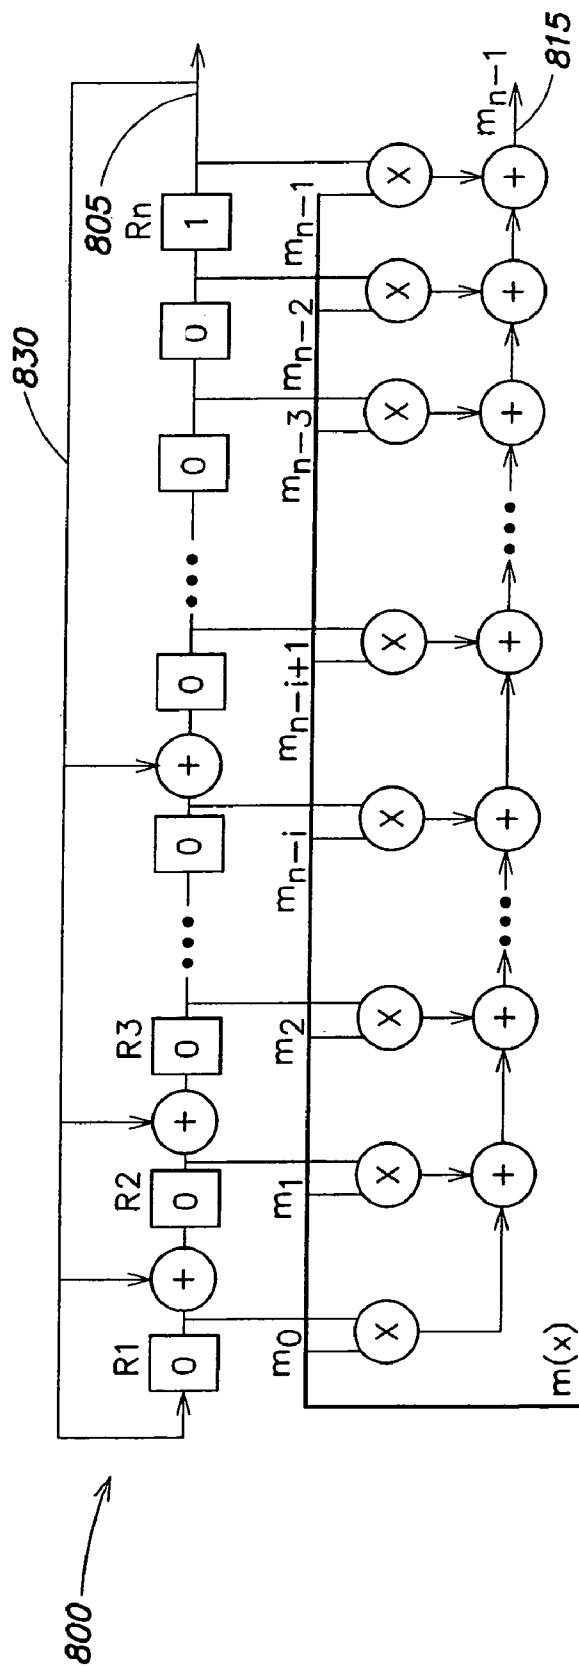 800
830
805
R1
R2
R3
Rn
0
+
0
+
0
•••
0
+
0
•••
0
0
1
m0
m1
m2
mn-i
mn-i+1
mn-3
mn-2
mn-1
X
X
X
X
X
X
X
X
+
+
•••
+
+
•••
+
+
+
mn-1
815
m(x)